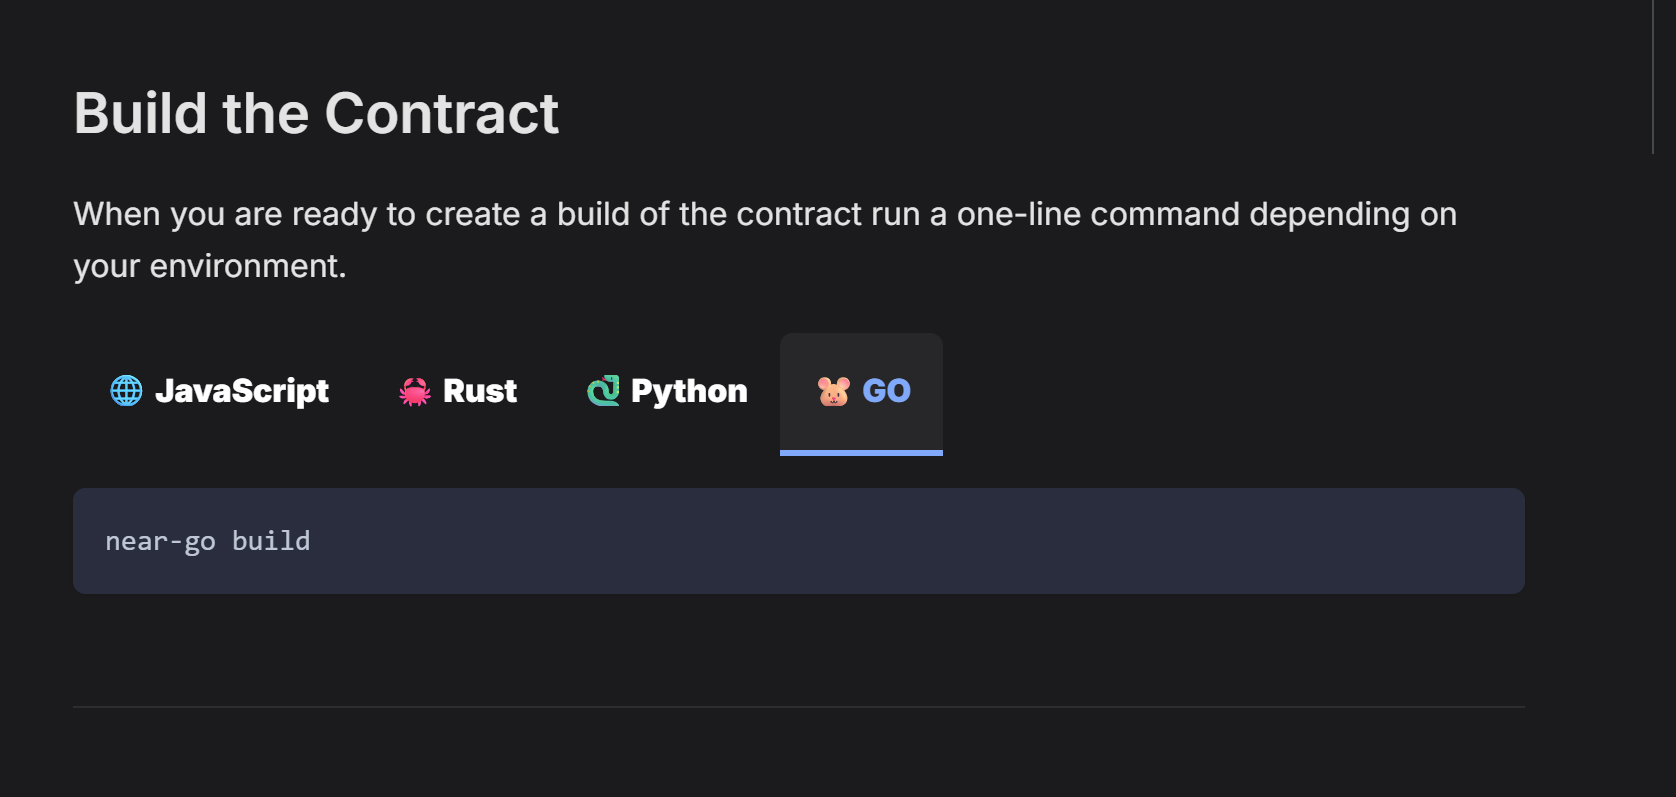 Build the Contract
When you are ready to create a build of the contract run a one-line command depending on
your environment.
JavaScript
Rust
Python
GO
near-go build